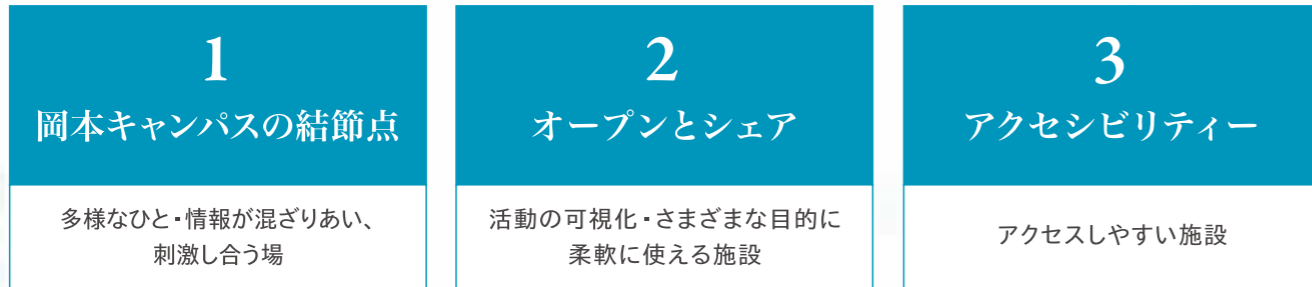 1
岡本キャンパスの結節点
多様なひと・情報が混ざりあい、
刺激し合う場
2
オープンとシェア
活動の可視化・さまざまな目的に
柔軟に使える施設
3
アクセシビリティー
アクセスしやすい施設